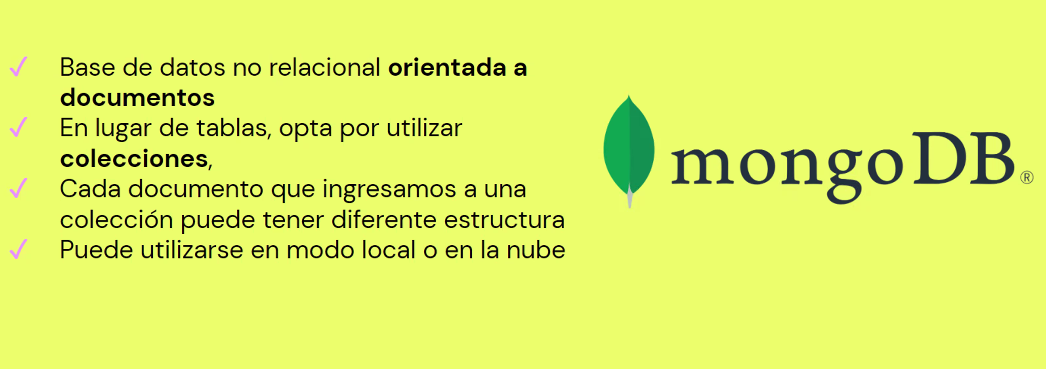 ✓ Base de datos no relacional orientada a
documentos
✓ En lugar de tablas, opta por utilizar
colecciones,
✓ Cada documento que ingresamos a una
colección puede tener diferente estructura
✓ Puede utilizarse en modo local o en la nube
mongoDB®